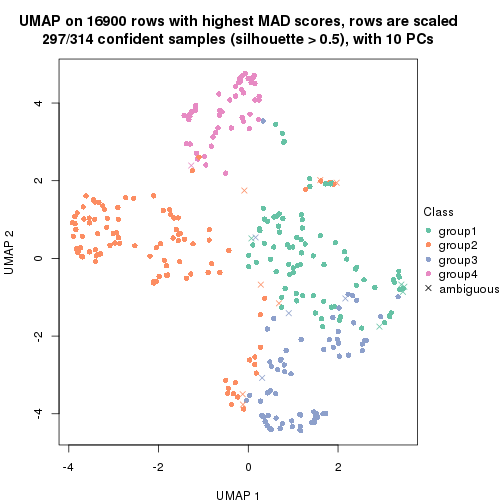 UMAP on 16900 rows with highest MAD scores, rows are scaled
297/314 confident samples (silhouette > 0.5), with 10 PCs
4
2
0
-2
-4
UMAP 2
-4
-2
0
2
UMAP 1
Class
group1
group2
group3
group4
ambiguous